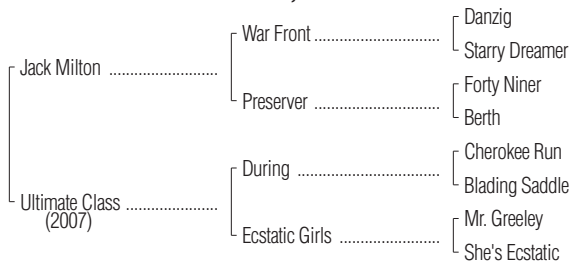 Danzig
War Front ............................
Starry Dreamer
Jack Milton ...............................
Forty Niner
Preserver ............................
Berth
Cherokee Run
During .................................
Blading Saddle
Ultimate Class ..........................
(2007)
Mr. Greeley
Ecstatic Girls ......................
She's Ecstatic